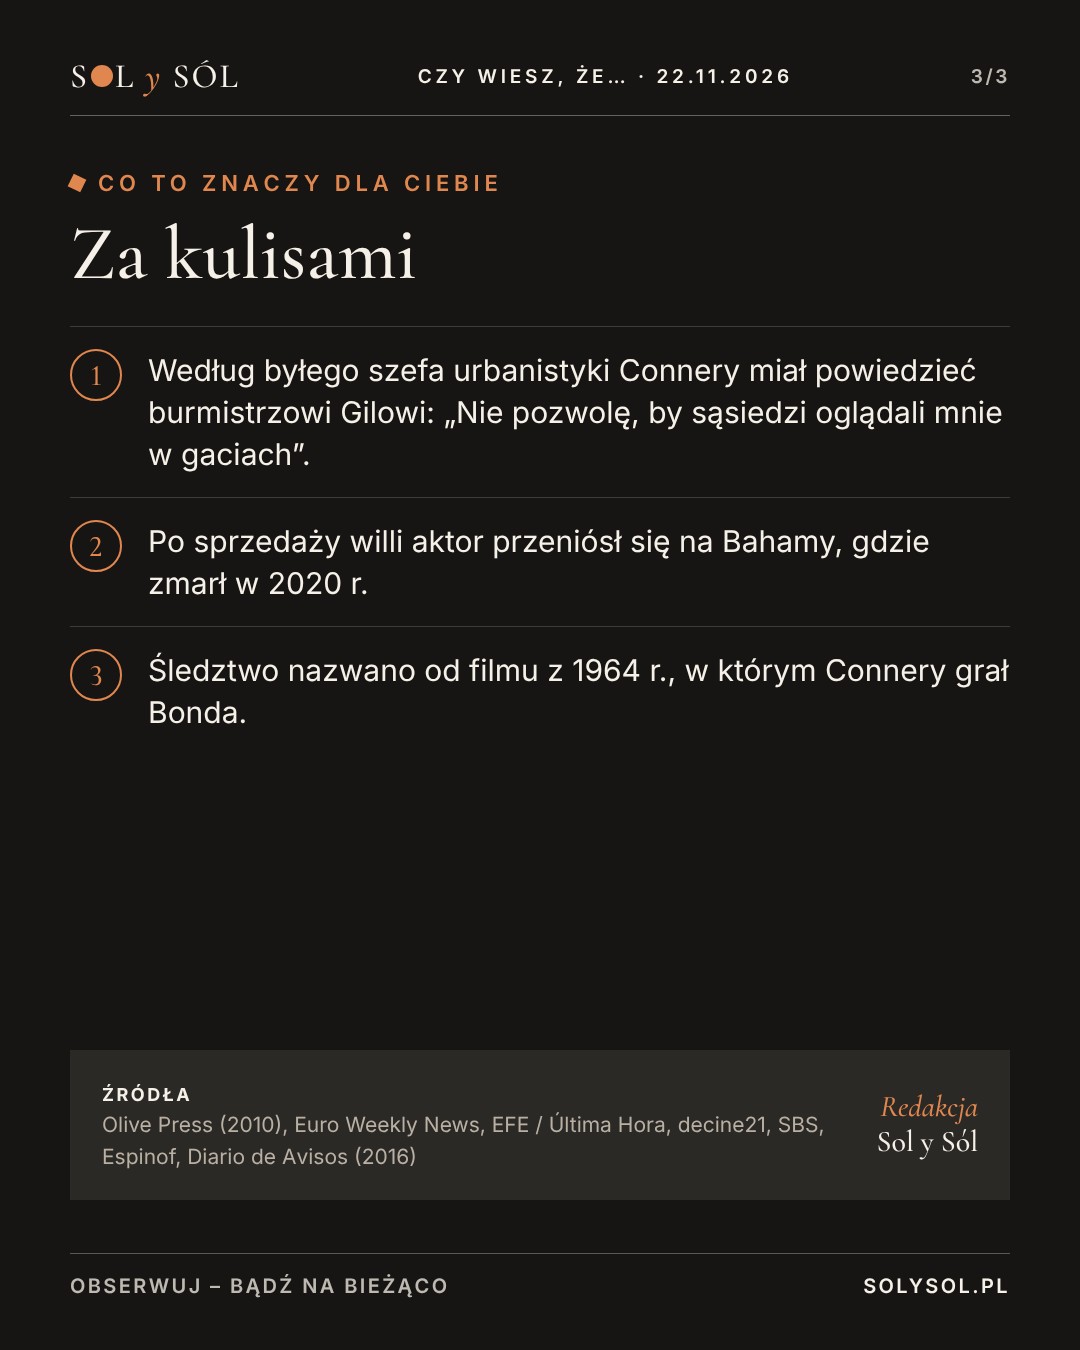 SOL y SÓL
CZY WIESZ, ŻE… · 22.11.2026
3/3
CO TO ZNACZY DLA CIEBIE
Za kulisami
1
Według byłego szefa urbanistyki Connery miał powiedzieć
burmistrzowi Gilowi: „Nie pozwolę, by sąsiedzi oglądali mnie
w gaciach”.
2
Po sprzedaży willi aktor przeniósł się na Bahamy, gdzie
zmarł w 2020 r.
3
Śledztwo nazwano od filmu z 1964 r., w którym Connery grał
Bonda.
ŹRÓDŁA
Olive Press (2010), Euro Weekly News, EFE / Última Hora, decine21, SBS,
Espinof, Diario de Avisos (2016)
Redakcja
Sol y Sól
OBSERWUJ – BĄDŹ NA BIEŻĄCO
SOLYSOL.PL